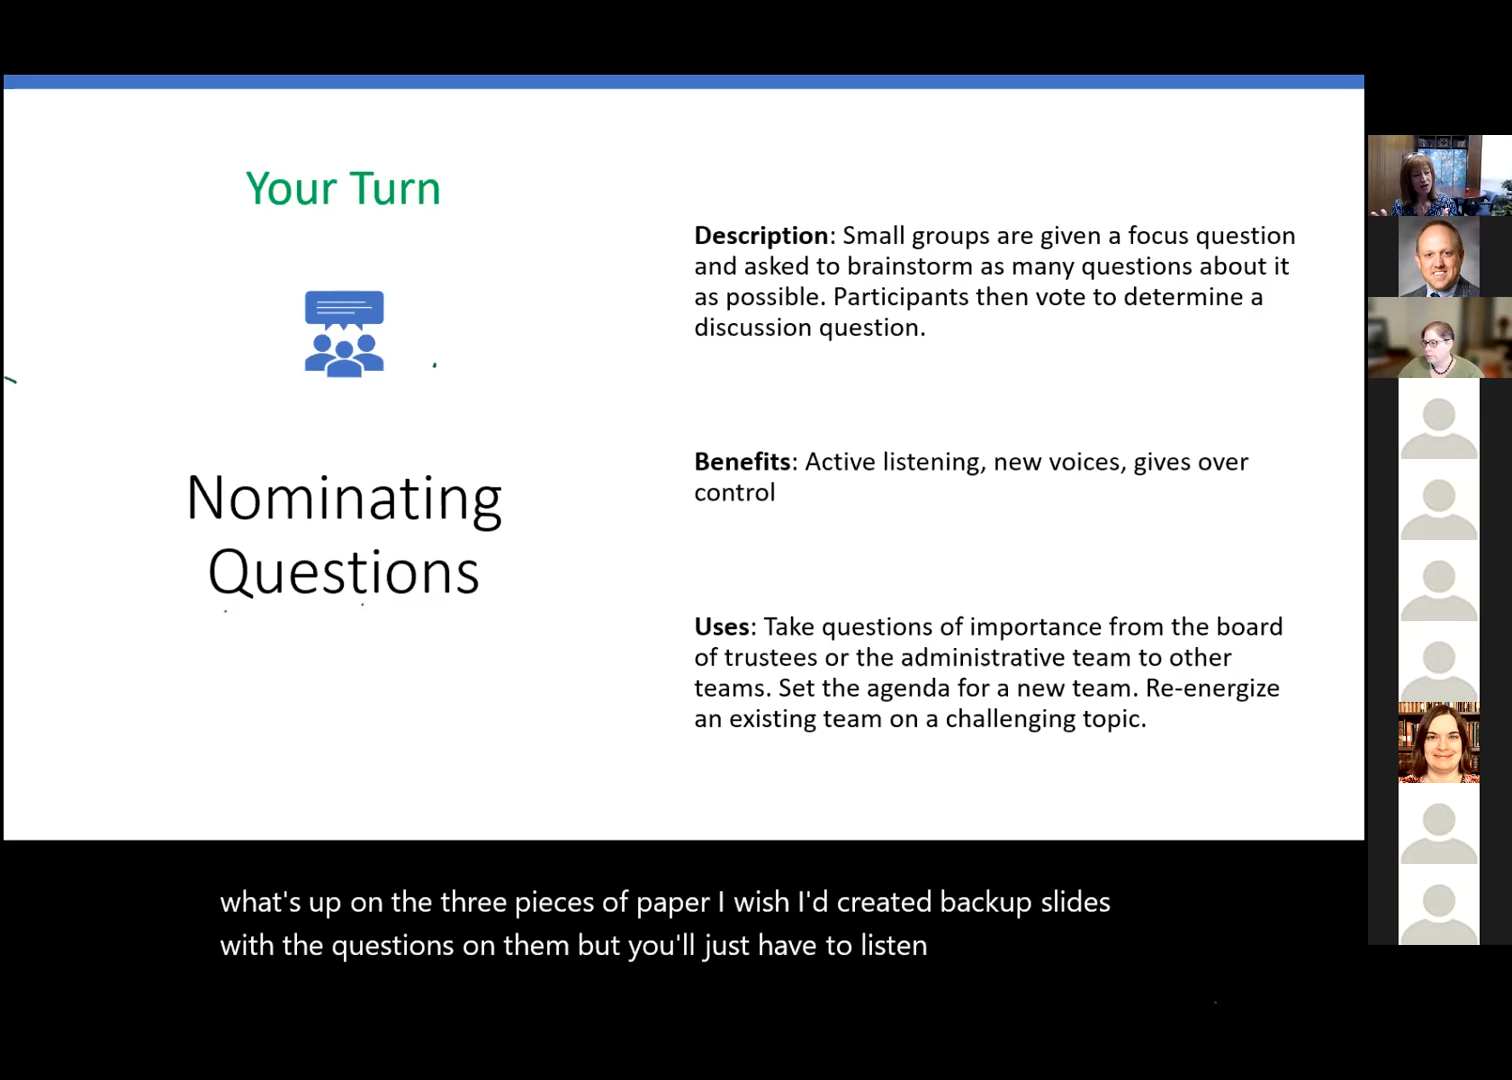 Your Turn
Nominating
Questions
Description: Small groups are given a focus question
and asked to brainstorm as many questions about it
as possible. Participants then vote to determine a
discussion question.
Benefits: Active listening, new voices, gives over
control
Uses: Take questions of importance from the board
of trustees or the administrative team to other
teams. Set the agenda for a new team. Re-energize
an existing team on a challenging topic.
what's up on the three pieces of paper I wish I'd created backup slides
with the questions on them but you'll just have to listen